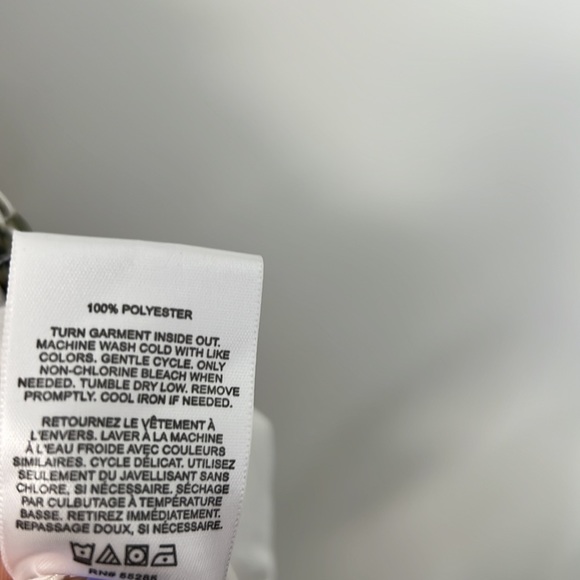 100% POLYESTER
TURN GARMENT INSIDE OUT.
MACHINE WASH COLD WITH LIKE
COLORS. GENTLE CYCLE. ONLY
NON-CHLORINE BLEACH WHEN
NEEDED. TUMBLE DRY LOW. REMOVE
PROMPTLY. COOL IRON IF NEEDED.
RETOURNEZ LE VÊTEMENT À
L'ENVERS. LAVER À LA MACHINE
À L'EAU FROIDE AVEC COULEURS
SIMILAIRES. CYCLE DÉLICAT. UTILISEZ
SEULEMENT DU JAVELLISANT SANS
CHLORE, SI NÉCESSAIRE. SÉCHAGE
PAR CULBUTAGE À TEMPÉRATURE
BASSE. RETIREZ IMMÉDIATEMENT.
REPASSAGE DOUX, SI NÉCESSAIRE.
RN#